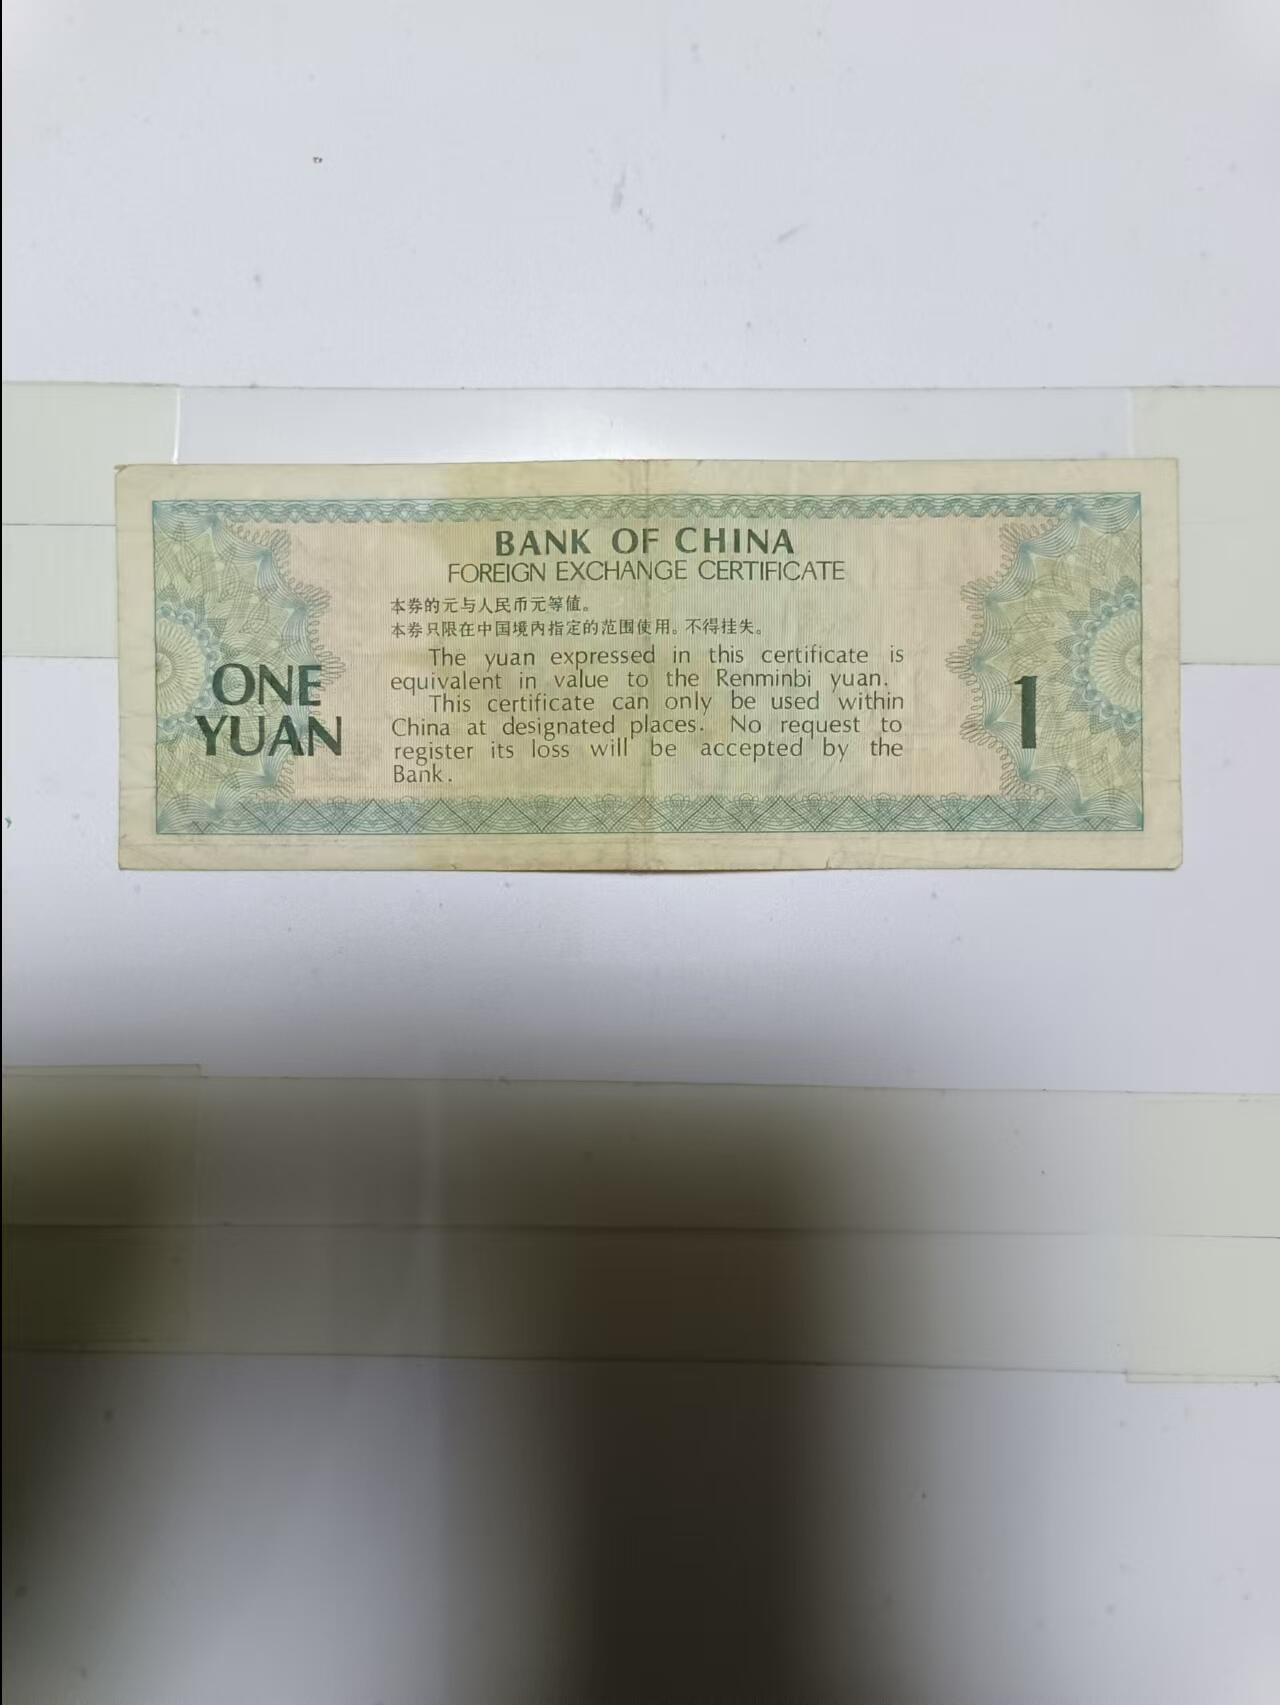 BANK OF CHINA
FOREIGN EXCHANGE CERTIFICATE
本券的元与人民币元等值。
本券只限在中国境内指定的范围使用。不得挂失。
The yuan expressed in this certificate is
equivalent in value to the Renminbi yuan.
This certificate can only be used within
China at designated places. No request to
register its loss will be accepted by the
Bank.
ONE
YUAN
1